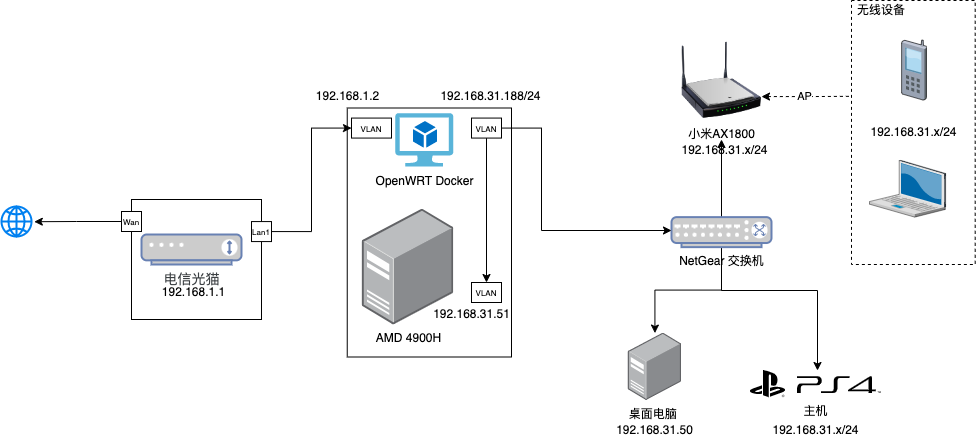 无线设备
192.168.1.2
192.168.31.188/24
AP
VLAN
VLAN
小米AX1800
192.168.31.x/24
192.168.31.x/24
OpenWRT Docker
Wan
Lan1
NetGear 交换机
电信光猫
192.168.1.1
VLAN
192.168.31.51
AMD 4900H
PS4
桌面电脑
主机
192.168.31.50
192.168.31.x/24